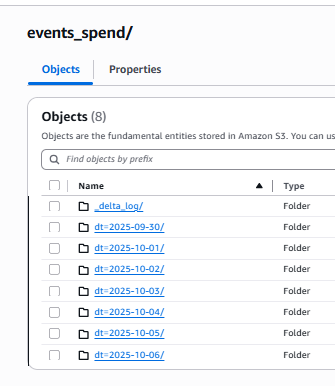 events_spend/
Objects Properties
Objects (8)
Objects are the fundamental entities stored in Amazon S3. You can us
Find objects by prefix
Name Type
_delta_log/ Folder
dt=2025-09-30/ Folder
dt=2025-10-01/ Folder
dt=2025-10-02/ Folder
dt=2025-10-03/ Folder
dt=2025-10-04/ Folder
dt=2025-10-05/ Folder
dt=2025-10-06/ Folder